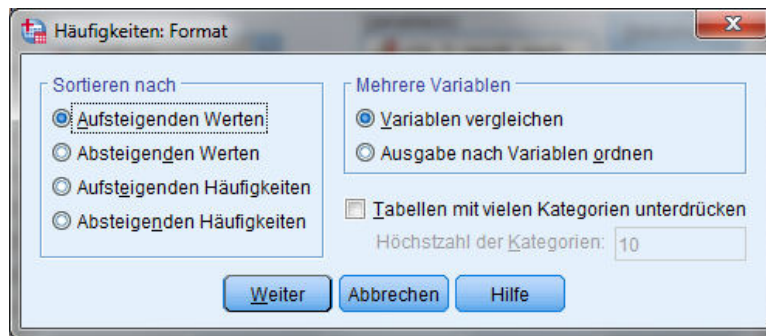 Häufigkeiten: Format
Sortieren nach
Aufsteigenden Werten
Absteigenden Werten
Aufsteigenden Häufigkeiten
Absteigenden Häufigkeiten
Mehrere Variablen
Variablen vergleichen
Ausgabe nach Variablen ordnen
Tabellen mit vielen Kategorien unterdrücken
Höchstzahl der Kategorien: 10
Weiter Abbrechen Hilfe